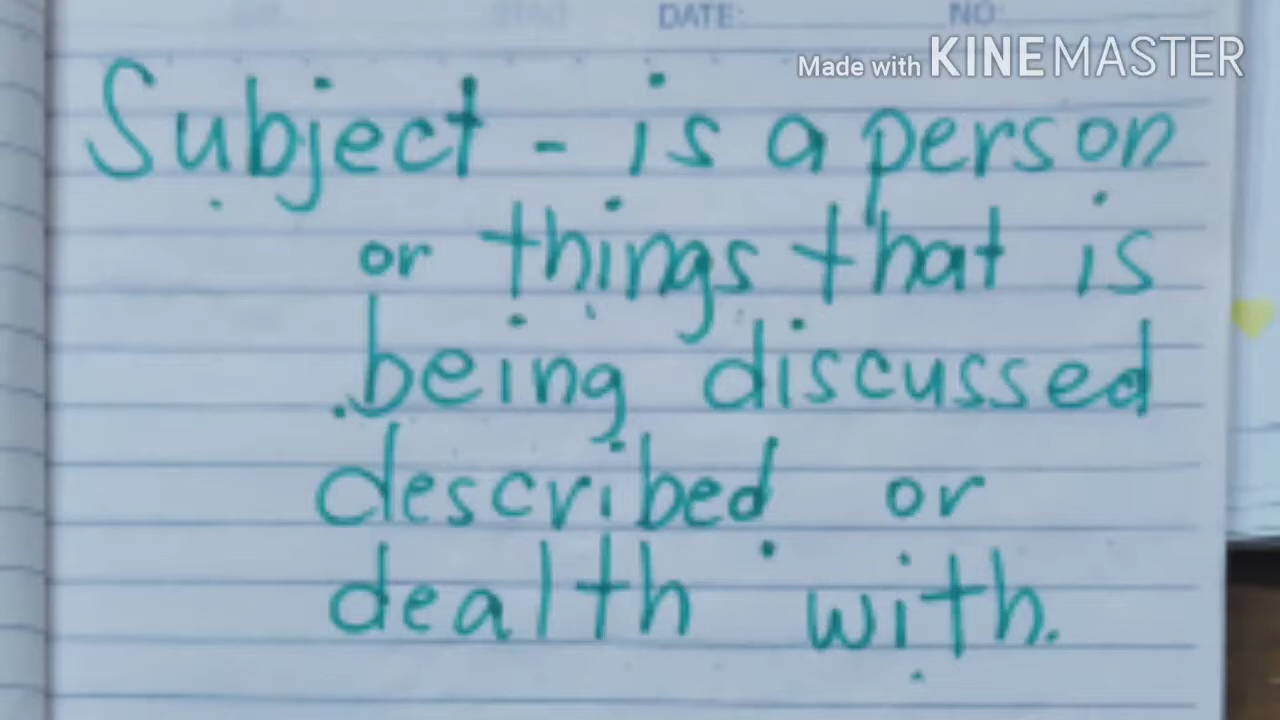 DATE: NO:
Made with KINEMASTER
Subject - is a person
or things that is
being discussed
described or
dealth with.